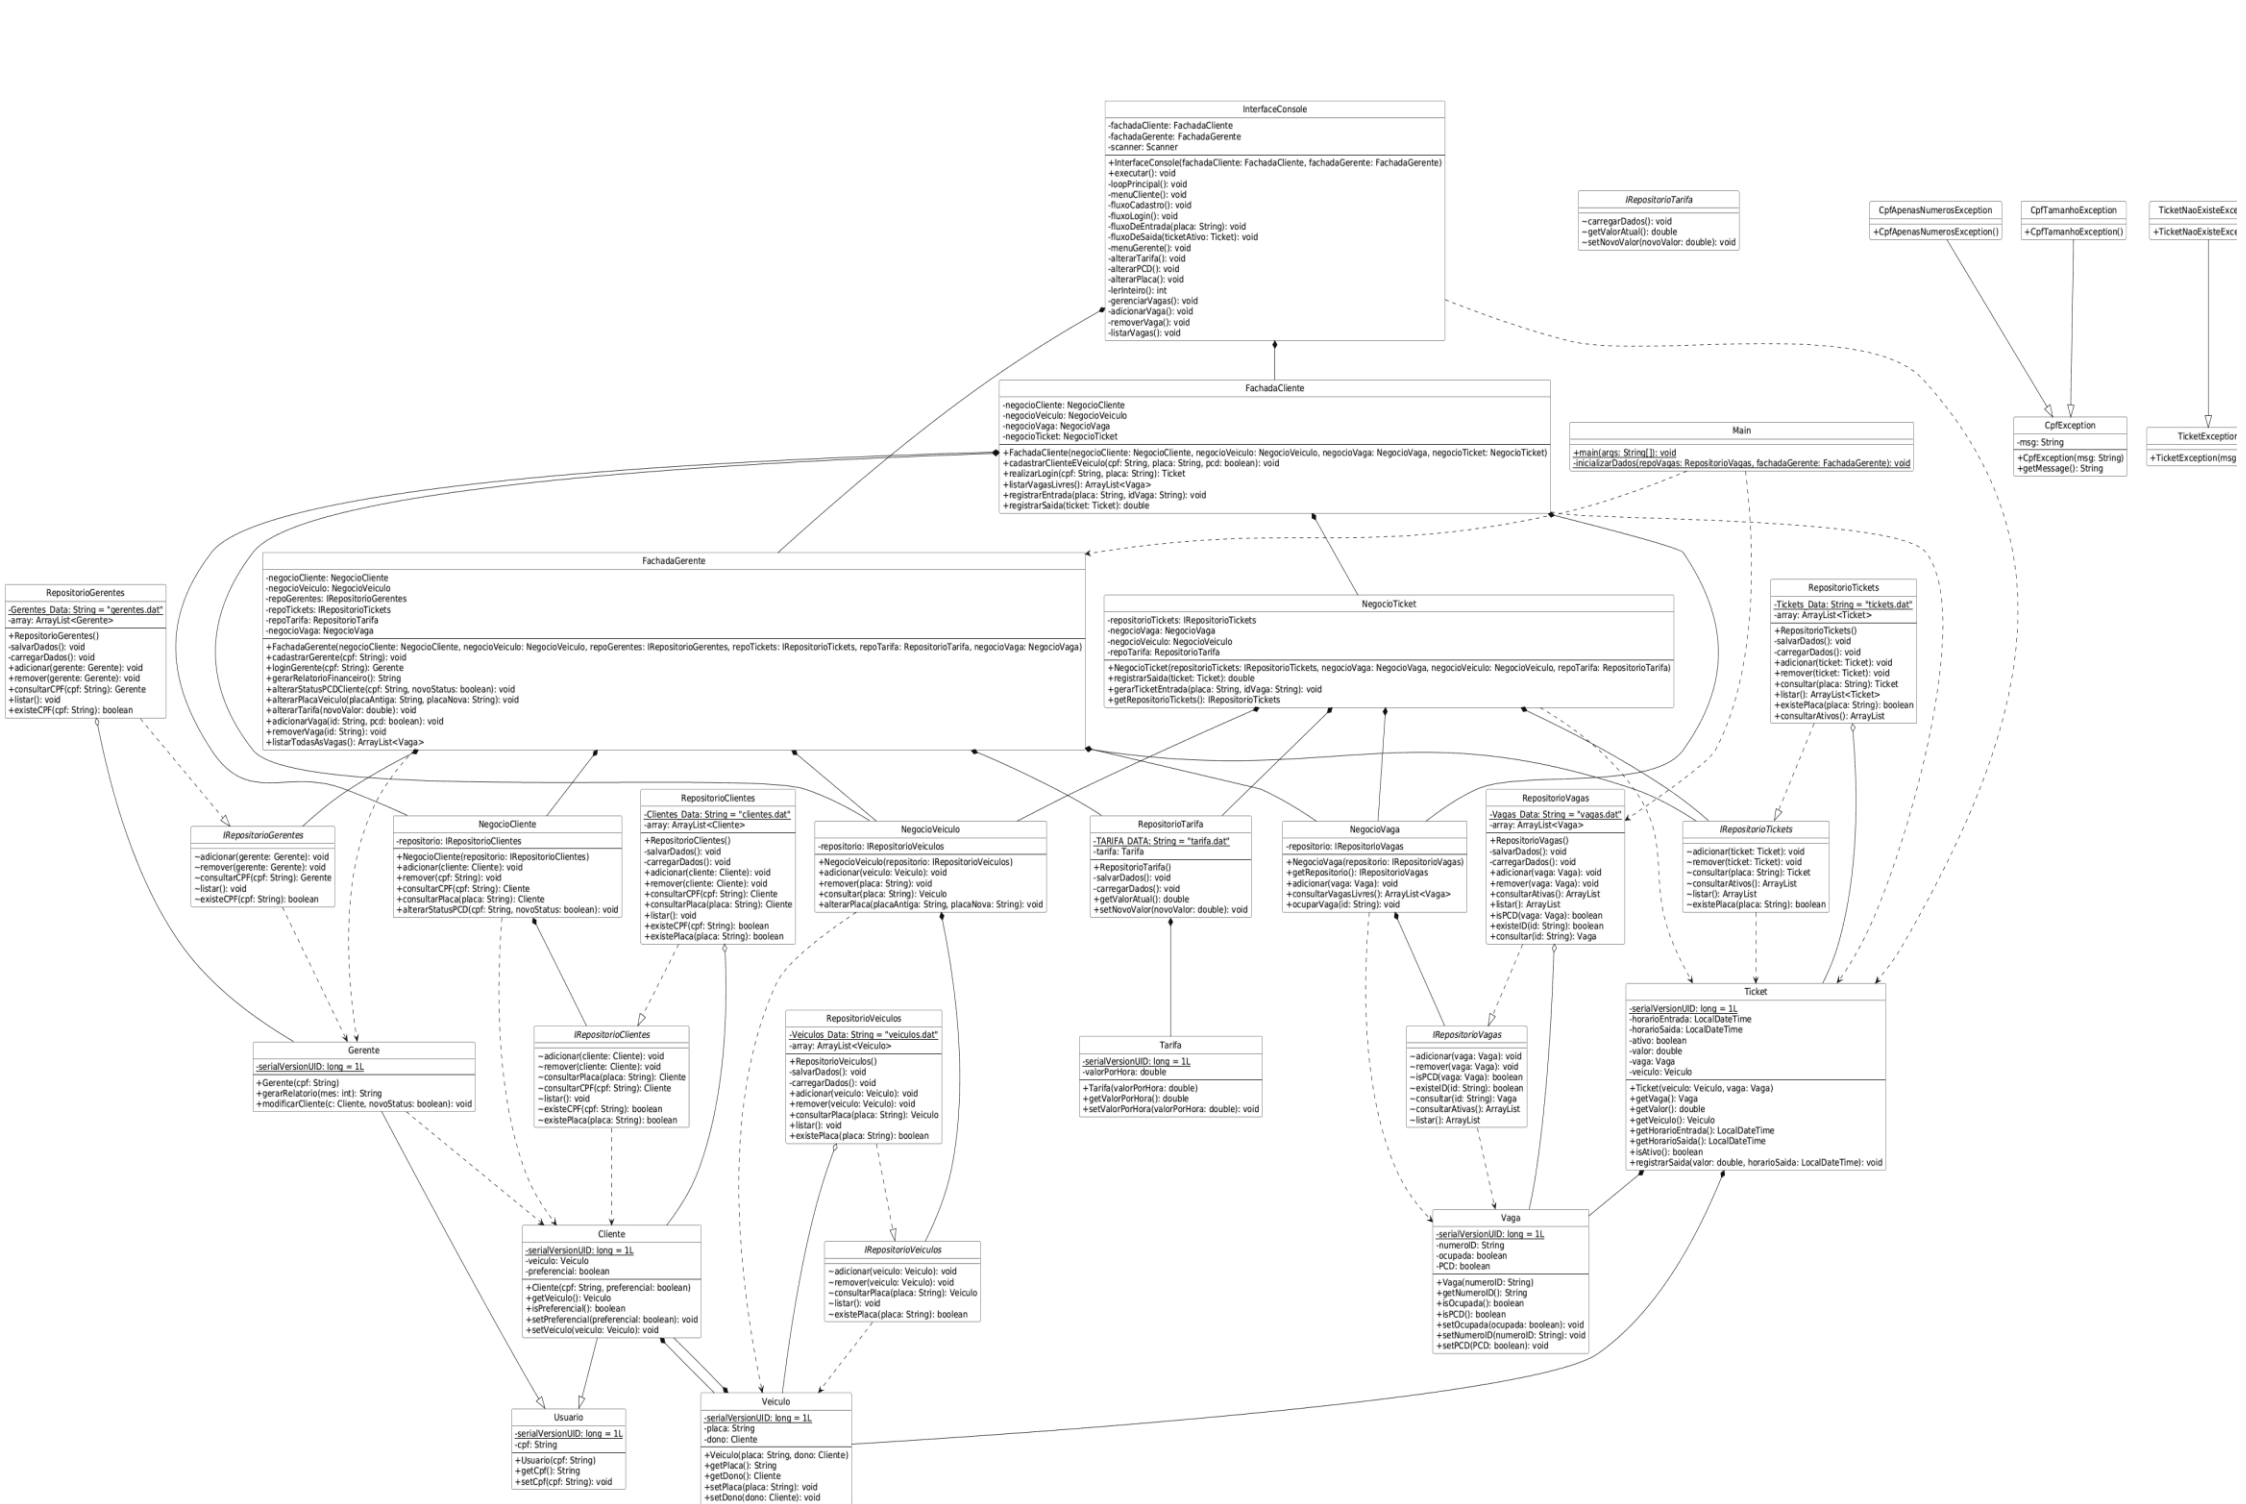 InterfaceConsole
-fachadaCliente: FachadaCliente
-fachadaGerente: FachadaGerente
-scanner: Scanner
+InterfaceConsole(fachadaCliente: FachadaCliente, fachadaGerente: FachadaGerente)
+executar(): void
-loopPrincipal(): void
-menuCliente(): void
-fluxoCadastro(): void
-fluxoLogin(): void
-fluxoDeEntrada(placa: String): void
-fluxoDeSaida(ticketAtivo: Ticket): void
-menuGerente(): void
-alterarTarifa(): void
-alterarPCD(): void
-alterarPlaca(): void
-lerInteiro(): int
-gerenciarVagas(): void
-adicionarVaga(): void
-removerVaga(): void
-listarVagas(): void
IRepositorioTarifa
~carregarDados(): void
~getValorAtual(): double
~setNovoValor(novoValor: double): void
CpfApenasNumerosException
+CpfApenasNumerosException()
CpfTamanhoException
+CpfTamanhoException()
TicketNaoExisteExce
+TicketNaoExisteExce
FachadaCliente
-negocioCliente: NegocioCliente
-negocioVeiculo: NegocioVeiculo
-negocioVaga: NegocioVaga
-negocioTicket: NegocioTicket
+FachadaCliente(negocioCliente: NegocioCliente, negocioVeiculo: NegocioVeiculo, negocioVaga: NegocioVaga, negocioTicket: NegocioTicket)
+cadastrarClienteEVeiculo(cpf: String, placa: String, pcd: boolean): void
+realizarLogin(cpf: String, placa: String): Ticket
+listarVagasLivres(): ArrayList<Vaga>
+registrarEntrada(placa: String, idVaga: String): void
+registrarSaida(ticket: Ticket): double
Main
+main(args: String[]): void
-inicializarDados(repoVagas: RepositorioVagas, fachadaGerente: FachadaGerente): void
CpfException
-msg: String
+CpfException(msg: String)
+getMessage(): String
TicketException
+TicketException(msg
FachadaGerente
-negocioCliente: NegocioCliente
-negocioVeiculo: NegocioVeiculo
-repoGerentes: IRepositorioGerentes
-repoTickets: IRepositorioTickets
-repoTarifa: RepositorioTarifa
-negocioVaga: NegocioVaga
+FachadaGerente(negocioCliente: NegocioCliente, negocioVeiculo: NegocioVeiculo, repoGerentes: IRepositorioGerentes, repoTickets: IRepositorioTickets, repoTarifa: RepositorioTarifa, negocioVaga: NegocioVaga)
+cadastrarGerente(cpf: String): void
+loginGerente(cpf: String): Gerente
+gerarRelatorioFinanceiro(): String
+alterarStatusPCDCliente(cpf: String, novoStatus: boolean): void
+alterarPlacaVeiculo(placaAntiga: String, placaNova: String): void
+alterarTarifa(novoValor: double): void
+adicionarVaga(id: String, pcd: boolean): void
+removerVaga(id: String): void
+listarTodasAsVagas(): ArrayList<Vaga>
RepositorioGerentes
-Gerentes_Data: String = "gerentes.dat"
-array: ArrayList<Gerente>
+RepositorioGerentes()
-salvarDados(): void
-carregarDados(): void
+adicionar(gerente: Gerente): void
+remover(gerente: Gerente): void
+consultarCPF(cpf: String): Gerente
+listar(): void
+existeCPF(cpf: String): boolean
NegocioTicket
-repositorioTickets: IRepositorioTickets
-negocioVaga: NegocioVaga
-negocioVeiculo: NegocioVeiculo
-repoTarifa: RepositorioTarifa
+NegocioTicket(repositorioTickets: IRepositorioTickets, negocioVaga: NegocioVaga, negocioVeiculo: NegocioVeiculo, repoTarifa: RepositorioTarifa)
+registrarSaida(ticket: Ticket): double
+gerarTicketEntrada(placa: String, idVaga: String): void
+getRepositorioTickets(): IRepositorioTickets
RepositorioTickets
-Tickets_Data: String = "tickets.dat"
-array: ArrayList<Ticket>
+RepositorioTickets()
-salvarDados(): void
-carregarDados(): void
+adicionar(ticket: Ticket): void
+remover(ticket: Ticket): void
+consultar(placa: String): Ticket
+listar(): ArrayList<Ticket>
+existePlaca(placa: String): boolean
+consultarAtivos(): ArrayList
IRepositorioGerentes
~adicionar(gerente: Gerente): void
~remover(gerente: Gerente): void
~consultarCPF(cpf: String): Gerente
~listar(): void
~existeCPF(cpf: String): boolean
NegocioCliente
-repositorio: IRepositorioClientes
+NegocioCliente(repositorio: IRepositorioClientes)
+adicionar(cliente: Cliente): void
+remover(cpf: String): void
+consultarCPF(cpf: String): Cliente
+consultarPlaca(placa: String): Cliente
+alterarStatusPCD(cpf: String, novoStatus: boolean): void
RepositorioClientes
-Clientes_Data: String = "clientes.dat"
-array: ArrayList<Cliente>
+RepositorioClientes()
-salvarDados(): void
-carregarDados(): void
+adicionar(cliente: Cliente): void
+remover(cliente: Cliente): void
+consultarCPF(cpf: String): Cliente
+consultarPlaca(placa: String): Cliente
+listar(): void
+existeCPF(cpf: String): boolean
+existePlaca(placa: String): boolean
NegocioVeiculo
-repositorio: IRepositorioVeiculos
+NegocioVeiculo(repositorio: IRepositorioVeiculos)
+adicionar(veiculo: Veiculo): void
+remover(placa: String): void
+consultar(placa: String): Veiculo
+alterarPlaca(placaAntiga: String, placaNova: String): void
RepositorioTarifa
-TARIFA_DATA: String = "tarifa.dat"
-tarifa: Tarifa
+RepositorioTarifa()
-salvarDados(): void
-carregarDados(): void
+getValorAtual(): double
+setNovoValor(novoValor: double): void
NegocioVaga
-repositorio: IRepositorioVagas
+NegocioVaga(repositorio: IRepositorioVagas)
+getRepositorio(): IRepositorioVagas
+adicionar(vaga: Vaga): void
+consultarVagasLivres(): ArrayList<Vaga>
+ocuparVaga(id: String): void
RepositorioVagas
-Vagas_Data: String = "vagas.dat"
-array: ArrayList<Vaga>
+RepositorioVagas()
-salvarDados(): void
-carregarDados(): void
+adicionar(vaga: Vaga): void
+remover(vaga: Vaga): void
+consultarAtivas(): ArrayList
+listar(): ArrayList
+isPCD(vaga: Vaga): boolean
+existeID(id: String): boolean
+consultar(id: String): Vaga
IRepositorioTickets
~adicionar(ticket: Ticket): void
~remover(ticket: Ticket): void
~consultar(placa: String): Ticket
~consultarAtivos(): ArrayList
~listar(): ArrayList
~existePlaca(placa: String): boolean
Gerente
-serialVersionUID: long = 1L
+Gerente(cpf: String)
+gerarRelatorio(mes: int): String
+modificarCliente(c: Cliente, novoStatus: boolean): void
IRepositorioClientes
~adicionar(cliente: Cliente): void
~remover(cliente: Cliente): void
~consultarPlaca(placa: String): Cliente
~consultarCPF(cpf: String): Cliente
~listar(): void
~existeCPF(cpf: String): boolean
~existePlaca(placa: String): boolean
RepositorioVeiculos
-Veiculos_Data: String = "veiculos.dat"
-array: ArrayList<Veiculo>
+RepositorioVeiculos()
-salvarDados(): void
-carregarDados(): void
+adicionar(veiculo: Veiculo): void
+remover(veiculo: Veiculo): void
+consultarPlaca(placa: String): Veiculo
+listar(): void
+existePlaca(placa: String): boolean
Tarifa
-serialVersionUID: long = 1L
-valorPorHora: double
+Tarifa(valorPorHora: double)
+getValorPorHora(): double
+setValorPorHora(valorPorHora: double): void
IRepositorioVagas
~adicionar(vaga: Vaga): void
~remover(vaga: Vaga): void
~isPCD(vaga: Vaga): boolean
~existeID(id: String): boolean
~consultar(id: String): Vaga
~consultarAtivas(): ArrayList
~listar(): ArrayList
Ticket
-serialVersionUID: long = 1L
-horarioEntrada: LocalDateTime
-horarioSaida: LocalDateTime
-ativo: boolean
-valor: double
-vaga: Vaga
-veiculo: Veiculo
+Ticket(veiculo: Veiculo, vaga: Vaga)
+getVaga(): Vaga
+getValor(): double
+getVeiculo(): Veiculo
+getHorarioEntrada(): LocalDateTime
+getHorarioSaida(): LocalDateTime
+isAtivo(): boolean
+registrarSaida(valor: double, horarioSaida: LocalDateTime): void
Cliente
-serialVersionUID: long = 1L
-veiculo: Veiculo
-preferencial: boolean
+Cliente(cpf: String, preferencial: boolean)
+getVeiculo(): Veiculo
+isPreferencial(): boolean
+setPreferencial(preferencial: boolean): void
+setVeiculo(veiculo: Veiculo): void
IRepositorioVeiculos
~adicionar(veiculo: Veiculo): void
~remover(veiculo: Veiculo): void
~consultarPlaca(placa: String): Veiculo
~listar(): void
~existePlaca(placa: String): boolean
Vaga
-serialVersionUID: long = 1L
-numeroID: String
-ocupada: boolean
-PCD: boolean
+Vaga(numeroID: String)
+getNumeroID(): String
+isOcupada(): boolean
+isPCD(): boolean
+setOcupada(ocupada: boolean): void
+setNumeroID(numeroID: String): void
+setPCD(PCD: boolean): void
Usuario
-serialVersionUID: long = 1L
-cpf: String
+Usuario(cpf: String)
+getCpf(): String
+setCpf(cpf: String): void
Veiculo
-serialVersionUID: long = 1L
-placa: String
-dono: Cliente
+Veiculo(placa: String, dono: Cliente)
+getPlaca(): String
+getDono(): Cliente
+setPlaca(placa: String): void
+setDono(dono: Cliente): void